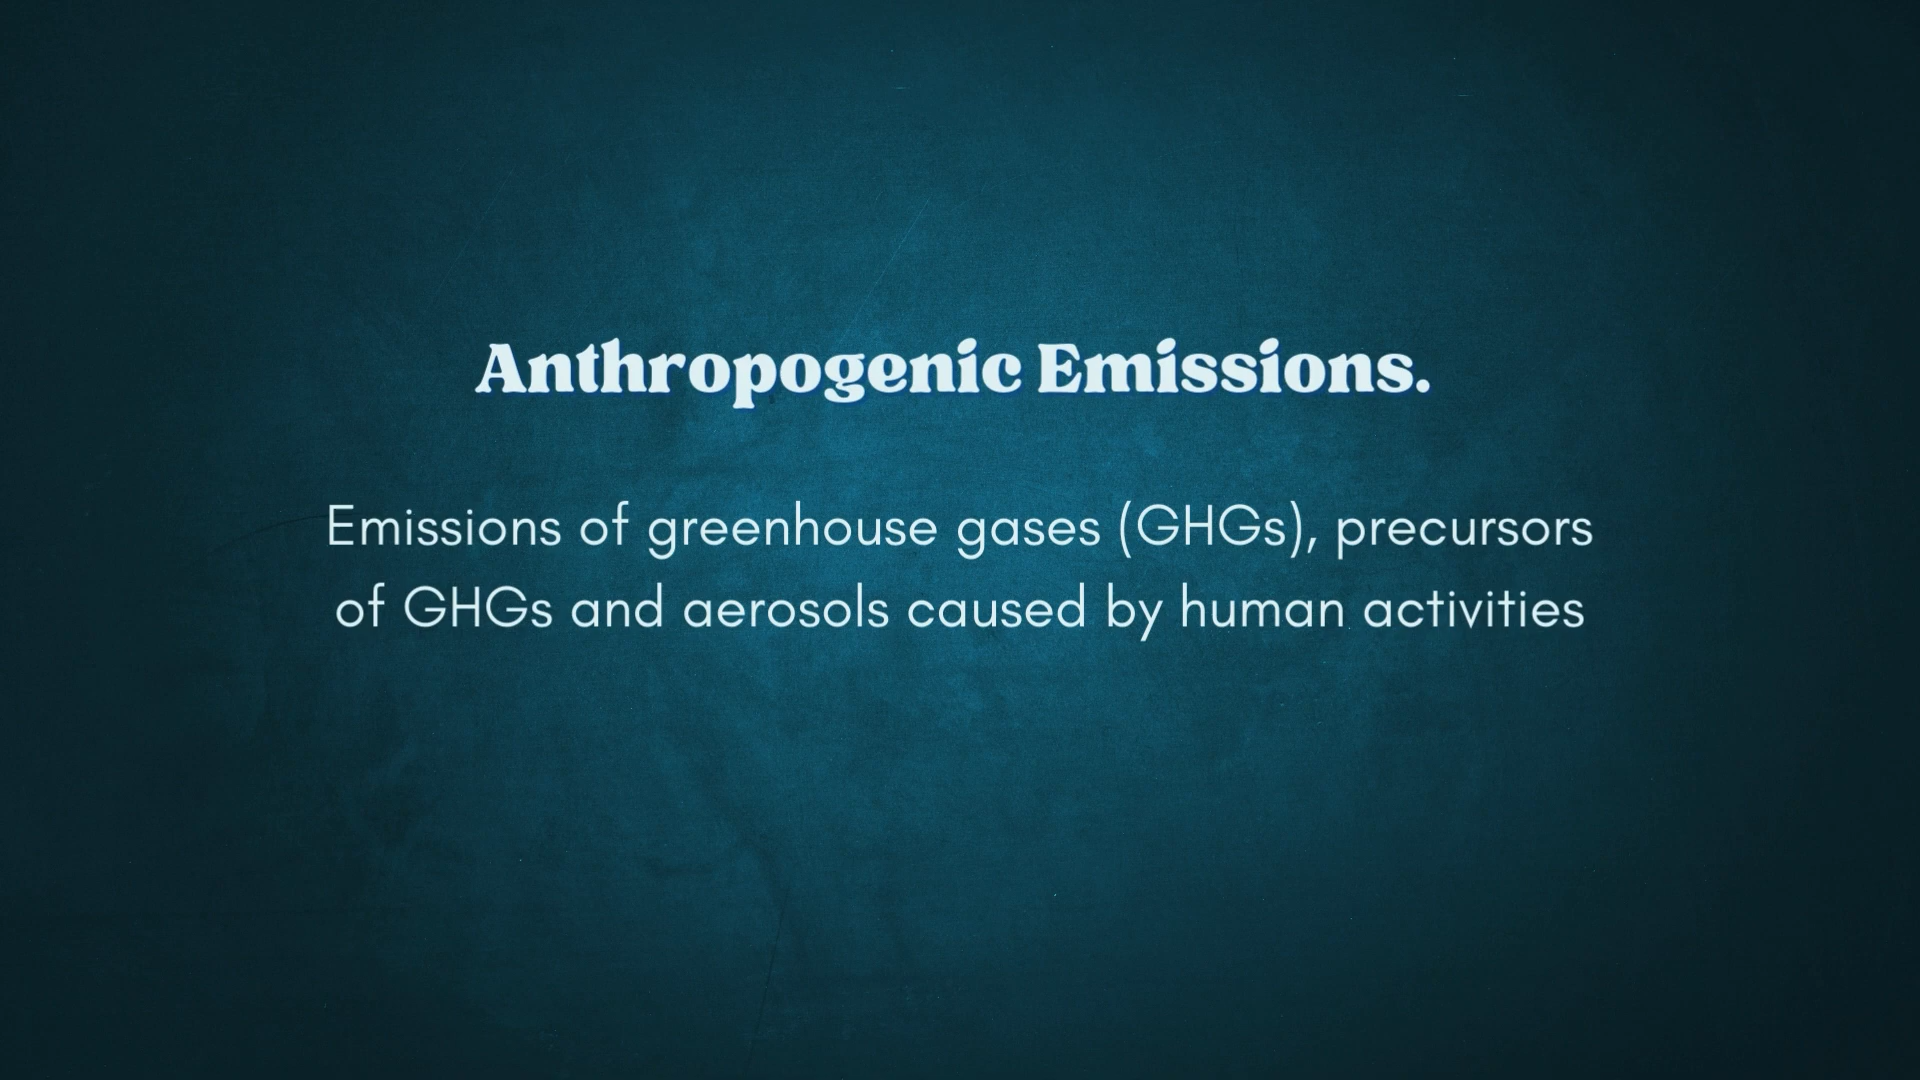 Anthropogenic Emissions.
Emissions of greenhouse gases (GHGs), precursors
of GHGs and aerosols caused by human activities